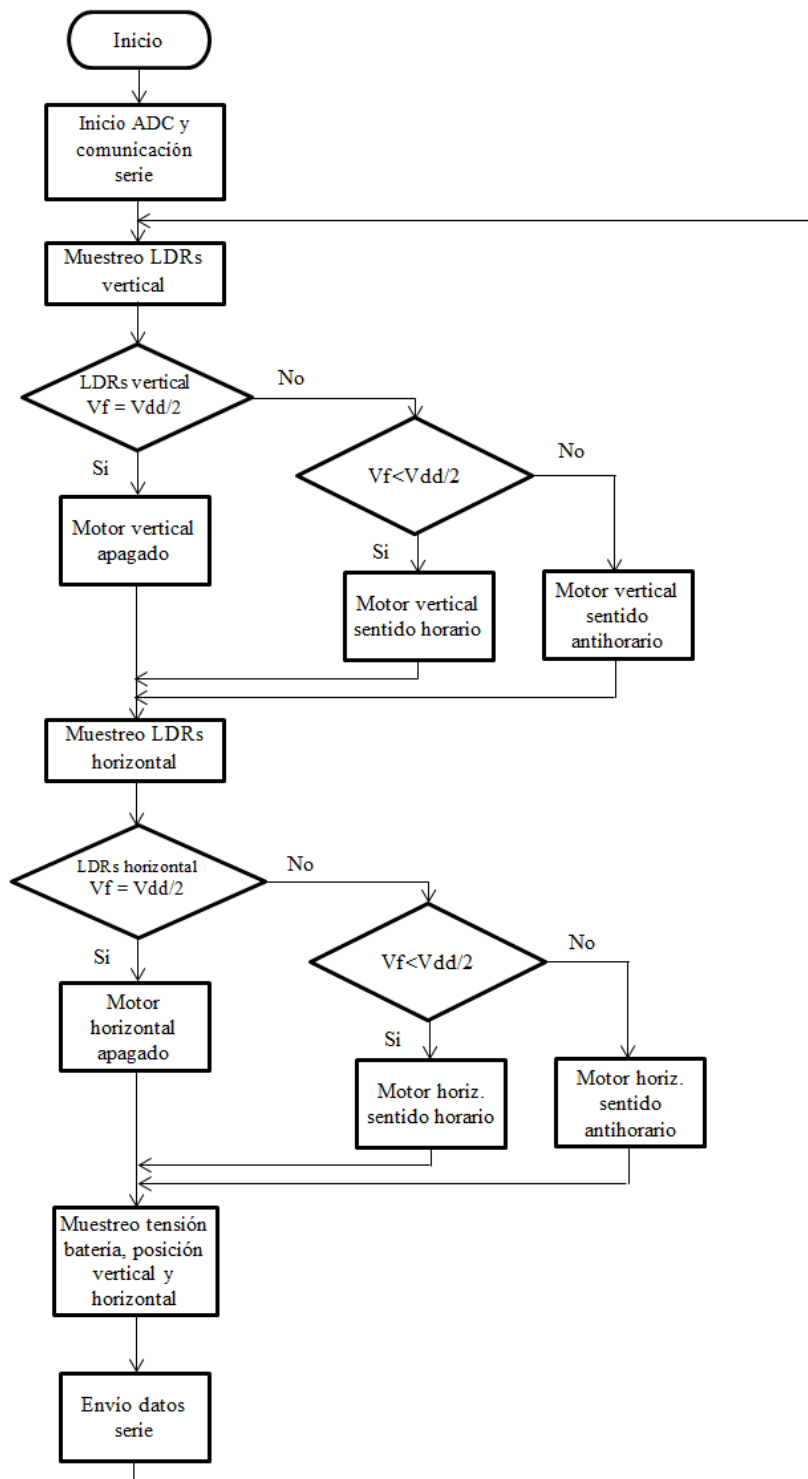 Inicio
Inicio ADC y
comunicación
serie
Muestreo LDRs
vertical
LDRs vertical
Vf = Vdd/2
No
Si
Vf<Vdd/2
No
Si
Motor vertical
apagado
Motor vertical
sentido horario
Motor vertical
sentido
antihorario
Muestreo LDRs
horizontal
LDRs horizontal
Vf = Vdd/2
No
Si
Vf<Vdd/2
No
Si
Motor
horizontal
apagado
Motor horiz.
sentido horario
Motor horiz.
sentido
antihorario
Muestreo tensión
batería, posición
vertical y
horizontal
Envío datos
serie